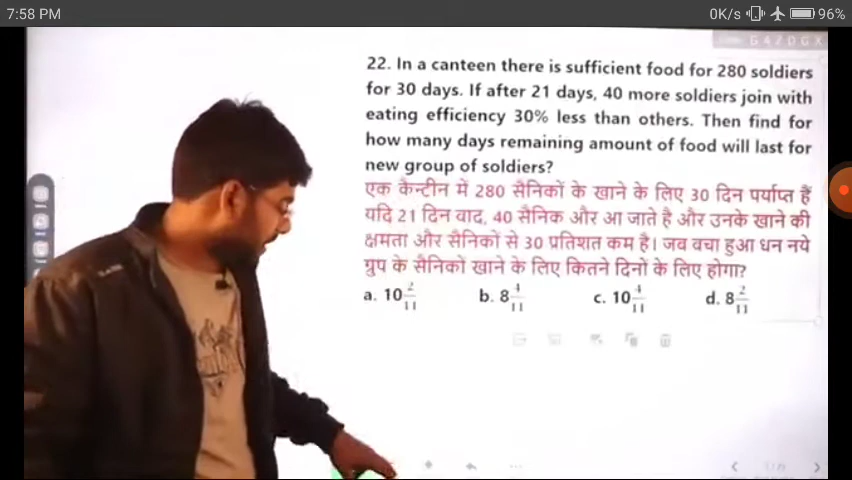 7:58 PM
0K/s 96%
22. In a canteen there is sufficient food for 280 soldiers
for 30 days. If after 21 days, 40 more soldiers join with
eating efficiency 30% less than others. Then find for
how many days remaining amount of food will last for
new group of soldiers?
एक केन्टीन में 280 सैनिकों के खाने के लिए 30 दिन पर्याप्त हैं
यदि 21 दिन वाद, 40 सैनिक और आ जाते है और उनके खाने की
क्षमता और सैनिकों से 30 प्रतिशत कम है। जब बचा हुआ धन नये
ग्रुप के सैनिकों खाने के लिए कितने दिनों के लिए होगा?
a. 10 2/11 b. 8 4/11 c. 10 4/11 d. 8 2/11